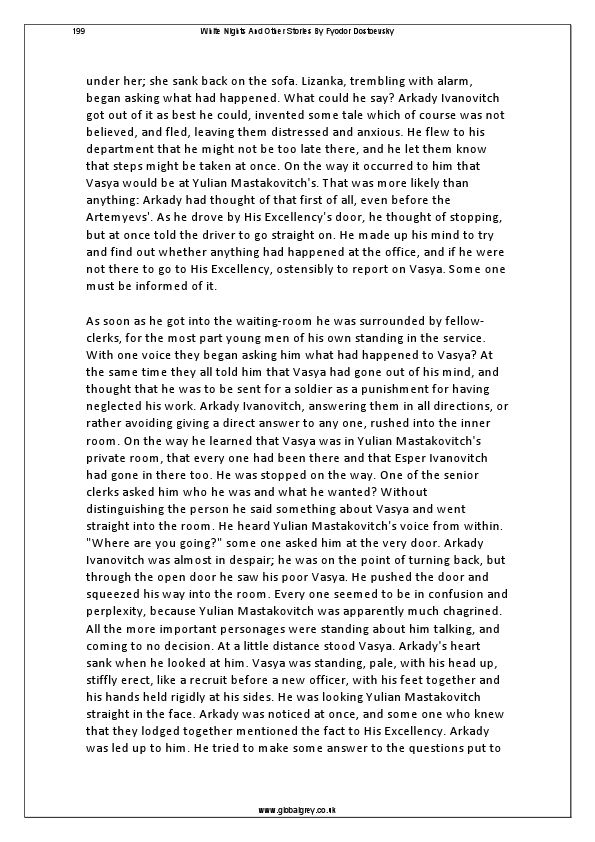 199
White Nights And Other Stories By Fyodor Dostoevsky
under her; she sank back on the sofa. Lizanka, trembling with alarm,
began asking what had happened. What could he say? Arkady Ivanovitch
got out of it as best he could, invented some tale which of course was not
believed, and fled, leaving them distressed and anxious. He flew to his
department that he might not be too late there, and he let them know
that steps might be taken at once. On the way it occurred to him that
Vasya would be at Yulian Mastakovitch's. That was more likely than
anything: Arkady had thought of that first of all, even before the
Artemyevs'. As he drove by His Excellency's door, he thought of stopping,
but at once told the driver to go straight on. He made up his mind to try
and find out whether anything had happened at the office, and if he were
not there to go to His Excellency, ostensibly to report on Vasya. Some one
must be informed of it.
As soon as he got into the waiting-room he was surrounded by fellow-
clerks, for the most part young men of his own standing in the service.
With one voice they began asking him what had happened to Vasya? At
the same time they all told him that Vasya had gone out of his mind, and
thought that he was to be sent for a soldier as a punishment for having
neglected his work. Arkady Ivanovitch, answering them in all directions, or
rather avoiding giving a direct answer to any one, rushed into the inner
room. On the way he learned that Vasya was in Yulian Mastakovitch's
private room, that every one had been there and that Esper Ivanovitch
had gone in there too. He was stopped on the way. One of the senior
clerks asked him who he was and what he wanted? Without
distinguishing the person he said something about Vasya and went
straight into the room. He heard Yulian Mastakovitch's voice from within.
"Where are you going?" some one asked him at the very door. Arkady
Ivanovitch was almost in despair; he was on the point of turning back, but
through the open door he saw his poor Vasya. He pushed the door and
squeezed his way into the room. Every one seemed to be in confusion and
perplexity, because Yulian Mastakovitch was apparently much chagrined.
All the more important personages were standing about him talking, and
coming to no decision. At a little distance stood Vasya. Arkady's heart
sank when he looked at him. Vasya was standing, pale, with his head up,
stiffly erect, like a recruit before a new officer, with his feet together and
his hands held rigidly at his sides. He was looking Yulian Mastakovitch
straight in the face. Arkady was noticed at once, and some one who knew
that they lodged together mentioned the fact to His Excellency. Arkady
was led up to him. He tried to make some answer to the questions put to
www.globalgrey.co.uk